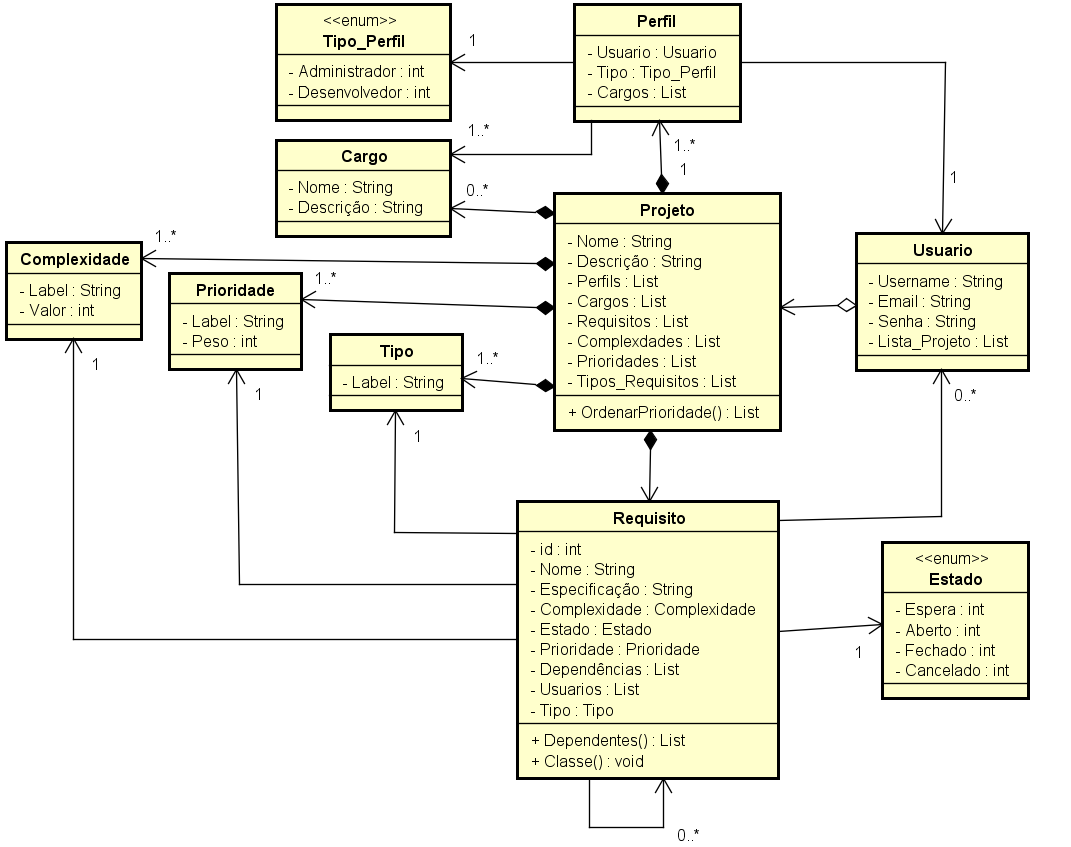 <<enum>>
Tipo_Perfil
- Administrador : int
- Desenvolvedor : int
1
Perfil
- Usuario : Usuario
- Tipo : Tipo_Perfil
- Cargos : List
1..*
Cargo
- Nome : String
- Descrição : String
0..*
1..*
1
1
Projeto
- Nome : String
- Descrição : String
- Perfils : List
- Cargos : List
- Requisitos : List
- Complexdades : List
- Prioridades : List
- Tipos_Requisitos : List
+ OrdenarPrioridade() : List
Usuario
- Username : String
- Email : String
- Senha : String
- Lista_Projeto : List
0..*
Complexidade
- Label : String
- Valor : int
1..*
1
Prioridade
- Label : String
- Peso : int
1..*
1
Tipo
- Label : String
1..*
1
Requisito
- id : int
- Nome : String
- Especificação : String
- Complexidade : Complexidade
- Estado : Estado
- Prioridade : Prioridade
- Dependências : List
- Usuarios : List
- Tipo : Tipo
+ Dependentes() : List
+ Classe() : void
0..*
<<enum>>
Estado
- Espera : int
- Aberto : int
- Fechado : int
- Cancelado : int
1